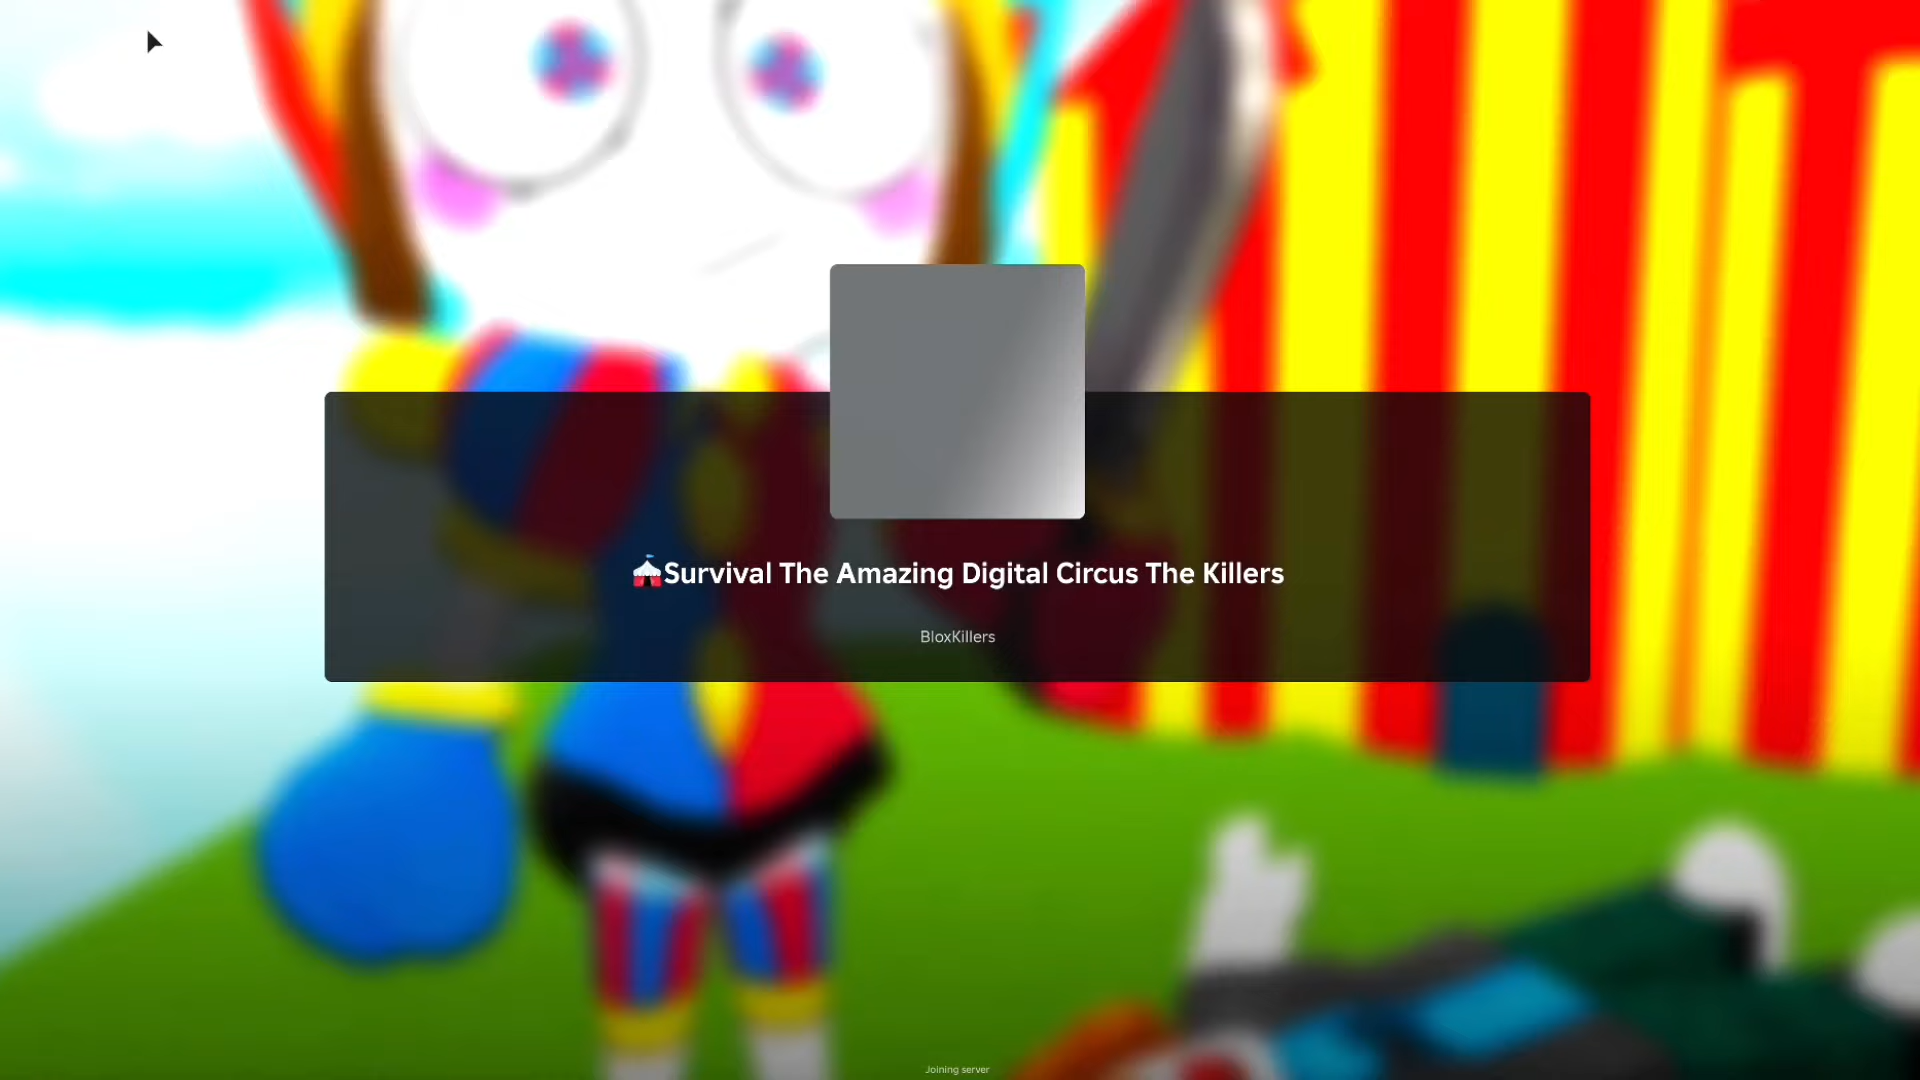 🎪Survival The Amazing Digital Circus The Killers
BloxKillers
Joining server